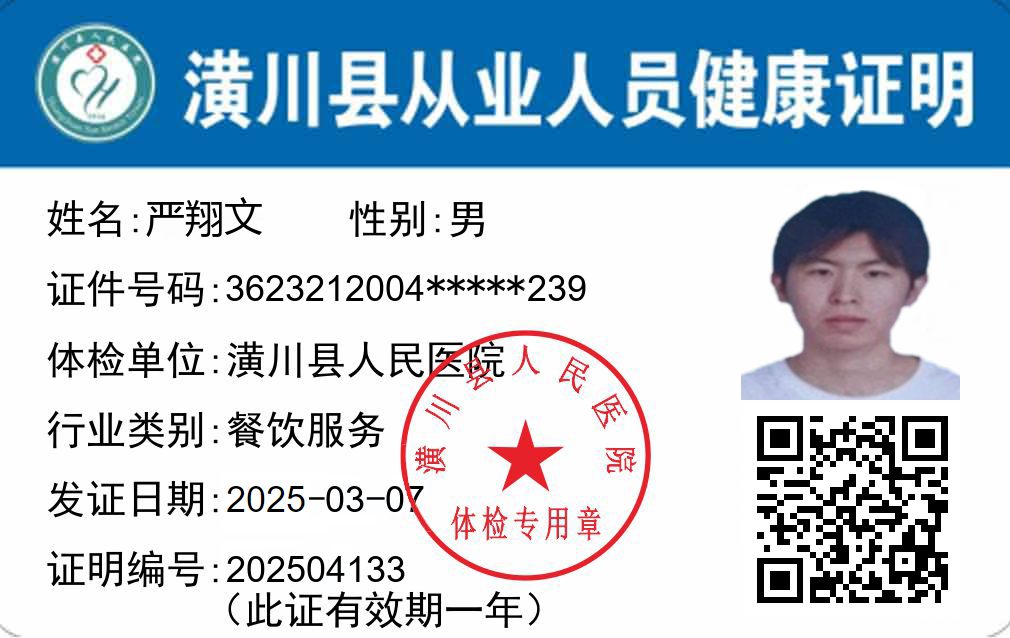 潢川县从业人员健康证明
姓名:严翔文 性别:男
证件号码:3623212004*****239
体检单位:潢川县人民医院
行业类别:餐饮服务
发证日期:2025-03-07
证明编号:202504133
（此证有效期一年）
潢川县人民医院
体检专用章